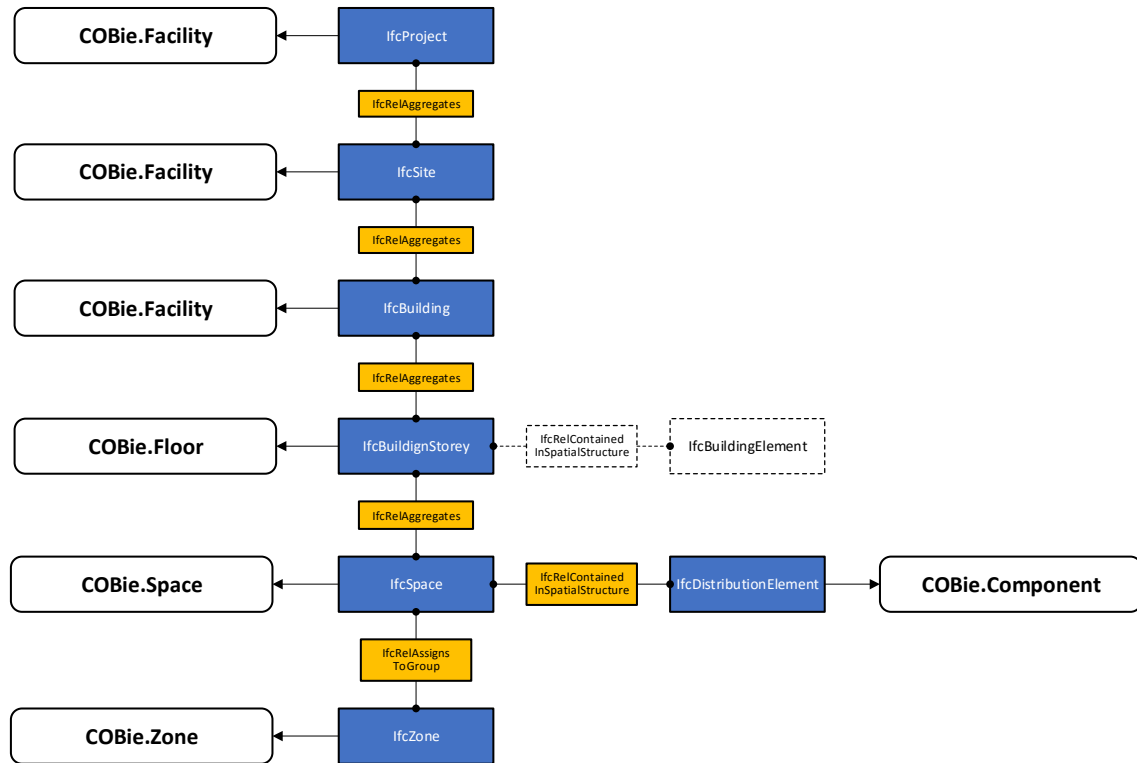 COBie.Facility
IfcProject
IfcRelAggregates
COBie.Facility
IfcSite
IfcRelAggregates
COBie.Facility
IfcBuilding
IfcRelAggregates
COBie.Floor
IfcBuildignStorey
IfcRelContained
InSpatialStructure
IfcBuildingElement
IfcRelAggregates
COBie.Space
IfcSpace
IfcRelContained
InSpatialStructure
IfcDistributionElement
COBie.Component
IfcRelAssigns
ToGroup
COBie.Zone
IfcZone